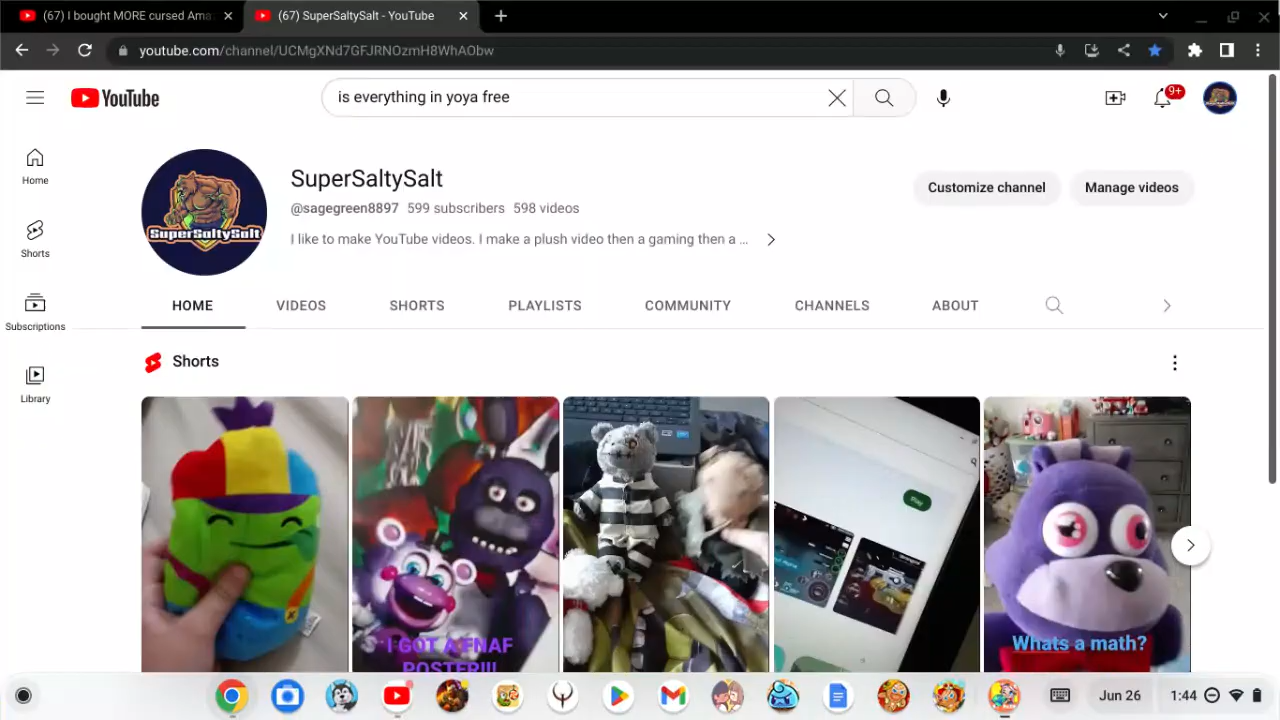 (67) I bought MORE cursed Ama
(67) SuperSaltySalt - YouTube
youtube.com/channel/UCMgXNd7GFJRNOzmH8WhAObw
YouTube
is everything in yoya free
9+
Home
Shorts
Subscriptions
Library
SuperSaltySalt
SuperSaltySalt
@sagegreen8897 599 subscribers 598 videos
I like to make YouTube videos. I make a plush video then a gaming then a ...
Customize channel
Manage videos
HOME
VIDEOS
SHORTS
PLAYLISTS
COMMUNITY
CHANNELS
ABOUT
Shorts
I GOT A FNAF
POSTER!!!
Play
Whats a math?
Jun 26
1:44